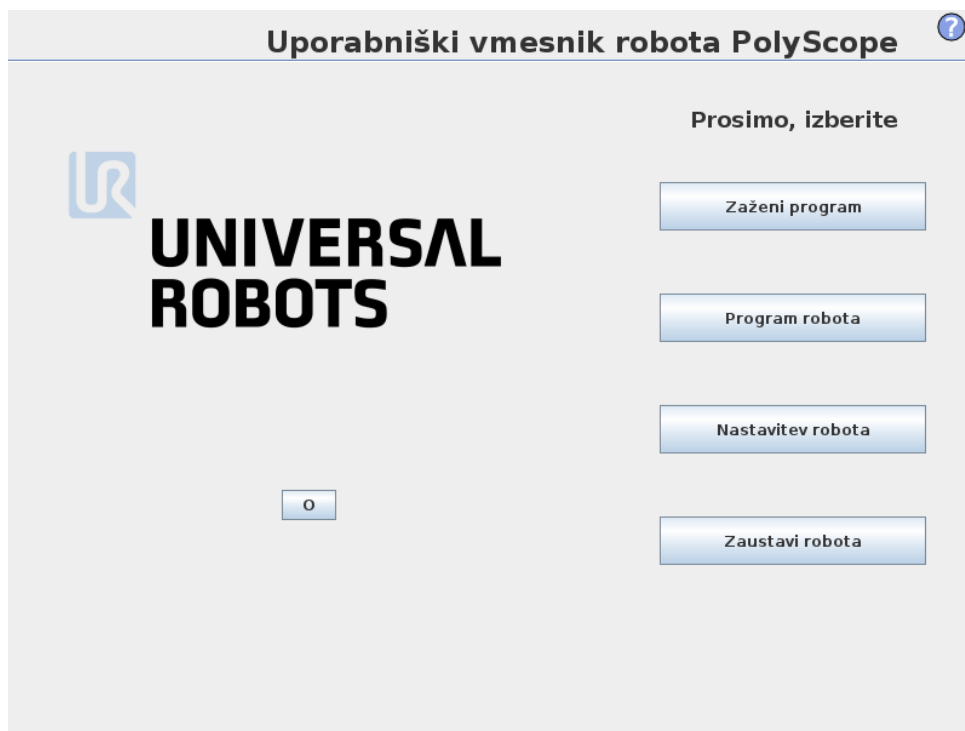 Uporabniški vmesnik robota PolyScope
?
Prosimo, izberite
UR
UNIVERSAL
ROBOTS
Zaženi program
Program robota
Nastavitev robota
O
Zaustavi robota